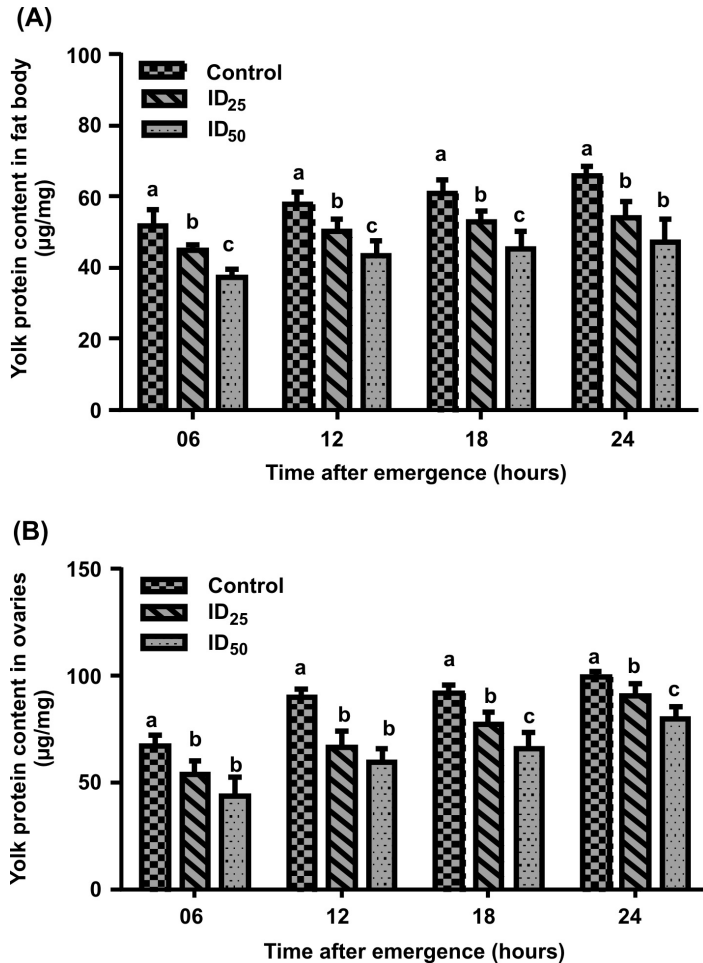 (A)
Yolk protein content in fat body
(µg/mg)
100
80
60
40
20
0
Control
ID25
ID50
a
b
c
a
b
c
a
b
c
a
b
b
06
12
18
24
Time after emergence (hours)
(B)
Yolk protein content in ovaries
(µg/mg)
150
100
50
0
Control
ID25
ID50
a
b
b
a
b
b
a
b
c
a
b
c
06
12
18
24
Time after emergence (hours)